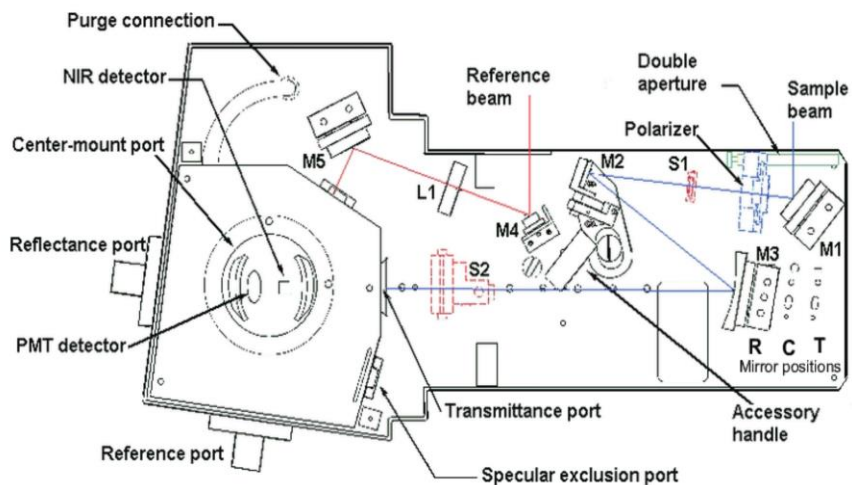 Purge connection
NIR detector
Center-mount port
Reflectance port
PMT detector
Reference port
Specular exclusion port
Transmittance port
Accessory
handle
Reference
beam
Double
aperture
Polarizer
Sample
beam
M5
L1
M4
M2
S1
S2
M3
M1
R C T
Mirror positions